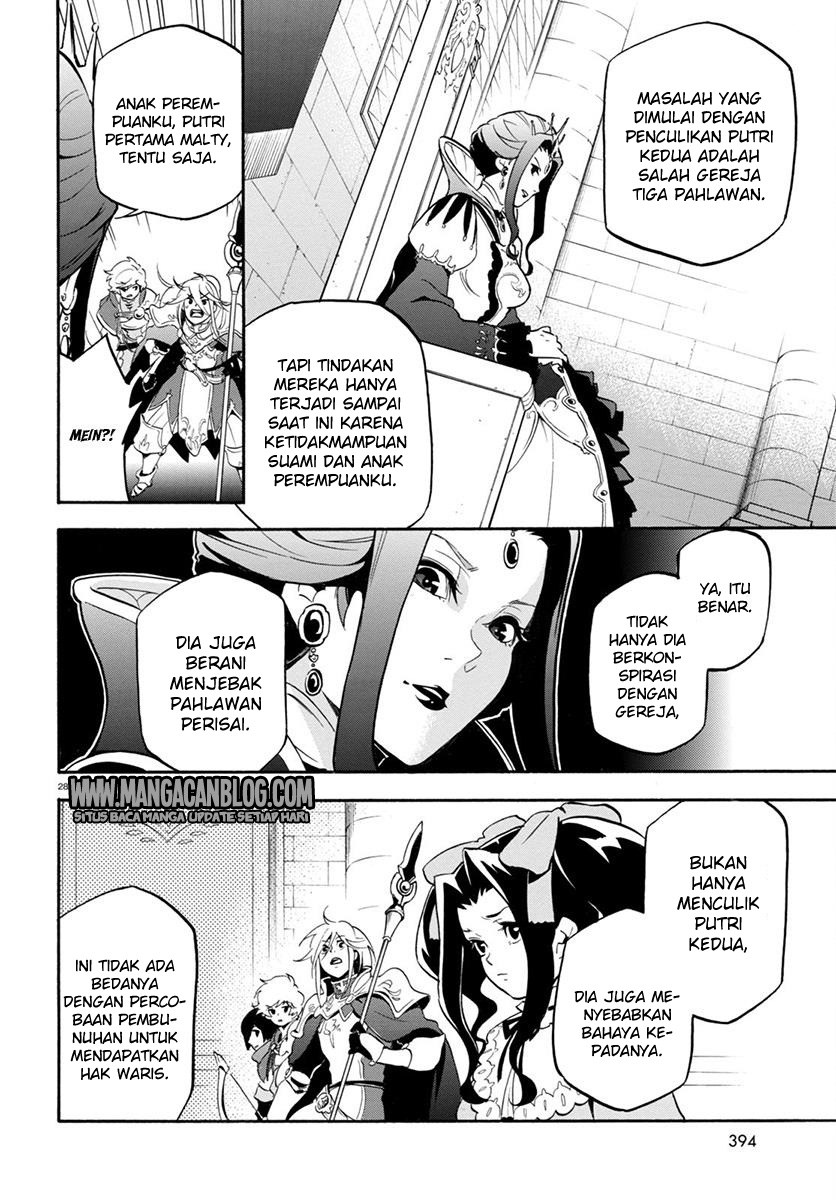 MASALAH YANG
DIMULAI DENGAN
PENCULIKAN PUTRI
KEDUA ADALAH
SALAH GEREJA
TIGA PAHLAWAN.
TAPI TINDAKAN
MEREKA HANYA
TERJADI SAMPAI
SAAT INI KARENA
KETIDAKMAMPUAN
SUAMI DAN ANAK
PEREMPUANKU.
ANAK PEREM-
PUANKU, PUTRI
PERTAMA MALTY,
TENTU SAJA.
MEIN?!
YA, ITU
BENAR.
TIDAK
HANYA DIA
BERKON-
SPIRASI
DENGAN
GEREJA,
DIA JUGA
BERANI
MENJEBAK
PAHLAWAN
PERISAI.
28
WWW.MANGACANBLOG.COM
SITUS BACA MANGA UPDATE SETIAP HARI
BUKAN
HANYA
MENCULIK
PUTRI
KEDUA,
DIA JUGA ME-
NYEBABKAN
BAHAYA KE-
PADANYA.
INI TIDAK ADA
BEDANYA
DENGAN PERCO-
BAAN PEMBU-
NUHAN UNTUK
MENDAPATKAN
HAK WARIS.
394